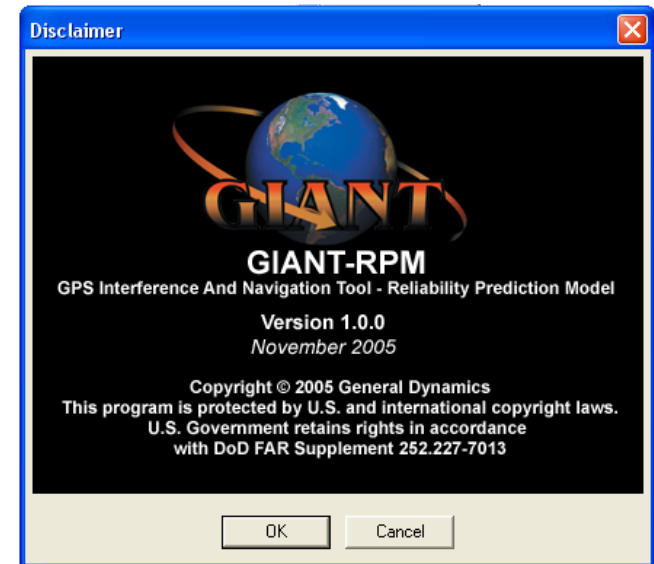 Disclaimer
GIANT
GIANT-RPM
GPS Interference And Navigation Tool - Reliability Prediction Model
Version 1.0.0
November 2005
Copyright © 2005 General Dynamics
This program is protected by U.S. and international copyright laws.
U.S. Government retains rights in accordance
with DoD FAR Supplement 252.227-7013
OK
Cancel